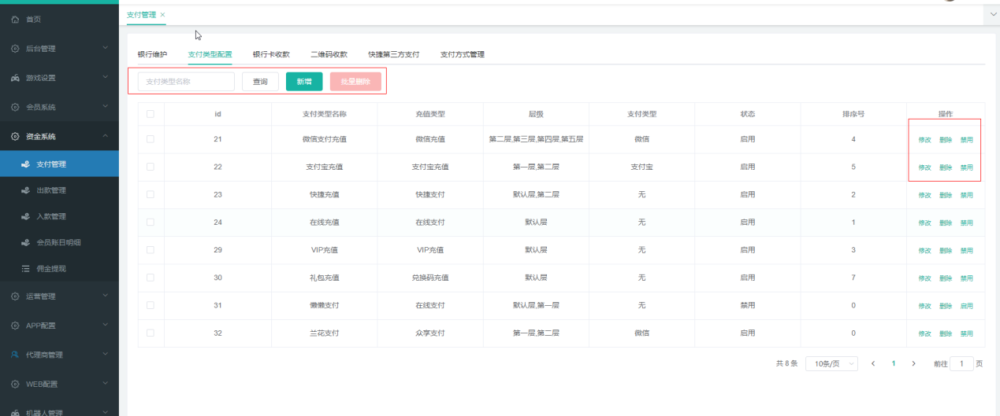 首页
后台管理
游戏设置
会员系统
资金系统
支付管理
出款管理
入款管理
会员账目明细
佣金提现
运营管理
APP配置
代理商管理
WEB配置
机器人管理
支付管理 ×
银行维护 支付类型配置 银行卡收款 二维码收款 快捷第三方支付 支付方式管理
支付类型名称 查询 新增 批量删除
id 支付类型名称 充值类型 层级 支付类型 状态 排序号 操作
21 微信支付充值 微信充值 第二层,第三层,第四层,第五层 微信 启用 4 修改 删除 禁用
22 支付宝充值 支付宝充值 第一层,第二层 支付宝 启用 5 修改 删除 禁用
23 快捷充值 快捷支付 默认层,第二层 无 启用 2 修改 删除 禁用
24 在线充值 在线支付 默认层 无 启用 1 修改 删除 禁用
29 VIP充值 VIP充值 默认层 无 启用 3 修改 删除 禁用
30 礼包充值 兑换码充值 默认层 无 启用 7 修改 删除 禁用
31 懒懒支付 在线支付 默认层,第一层 无 禁用 0 修改 删除 启用
32 兰花支付 众享支付 第一层,第二层 微信 启用 0 修改 删除 禁用
共 8 条 10条/页 < 1 > 前往 1 页